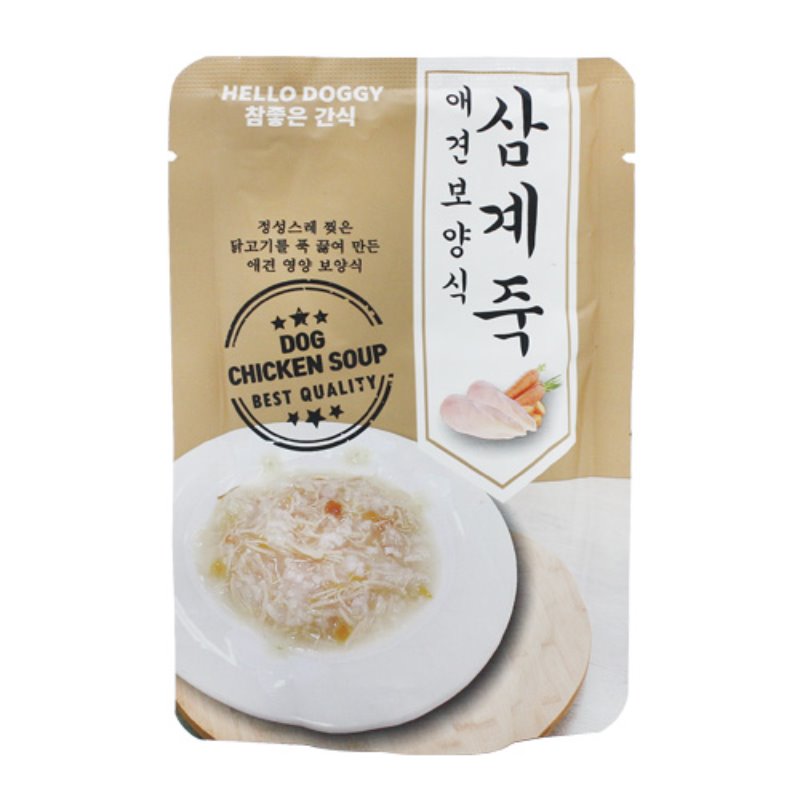 HELLO DOGGY
참좋은 간식
애견보양식
삼계죽
정성스레 찢은
닭고기를 푹 끓여 만든
애견 영양 보양식
DOG
CHICKEN SOUP
BEST QUALITY